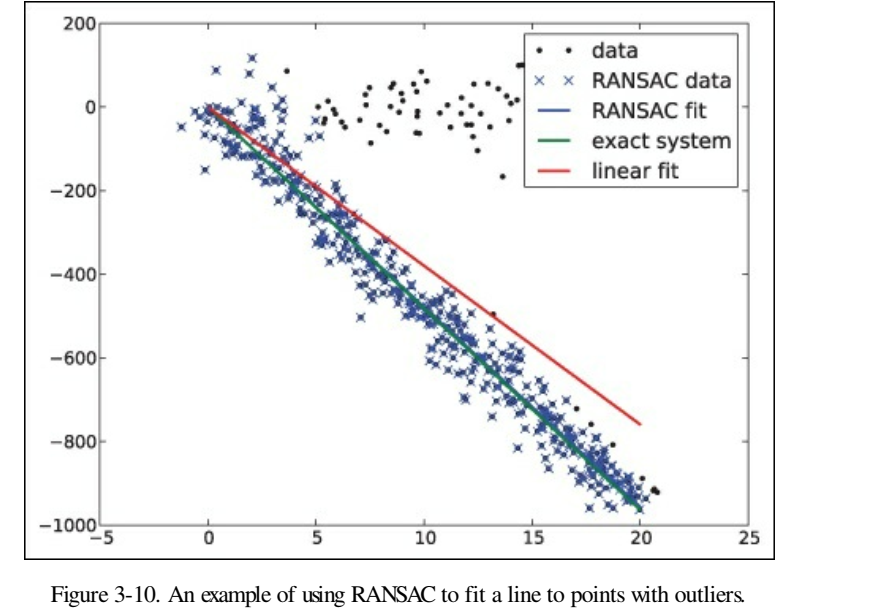 200
0
−200
−400
−600
−800
−1000
−5
0
5
10
15
20
25
data
RANSAC data
RANSAC fit
exact system
linear fit
Figure 3-10. An example of using RANSAC to fit a line to points with outliers.